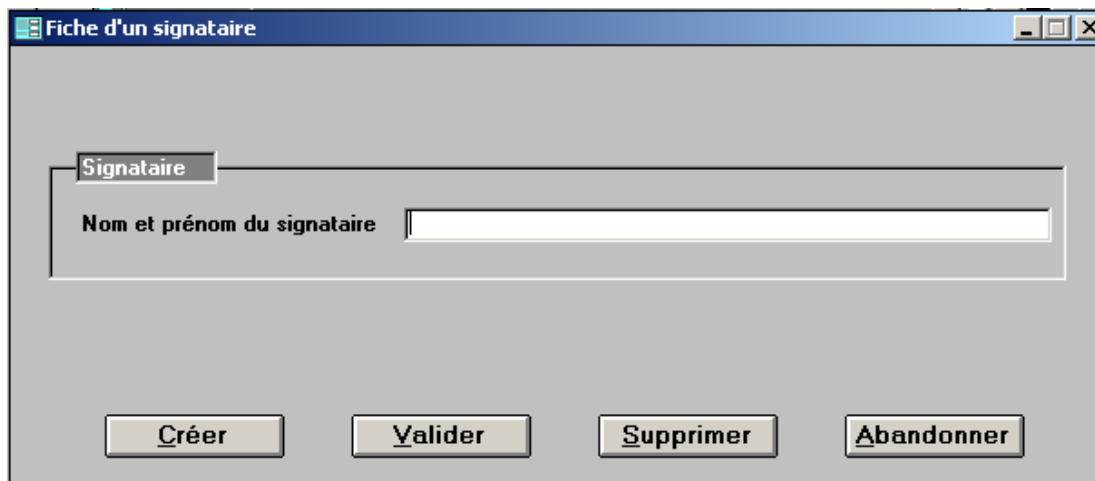 Fiche d'un signataire
Signataire
Nom et prénom du signataire
Créer Valider Supprimer Abandonner